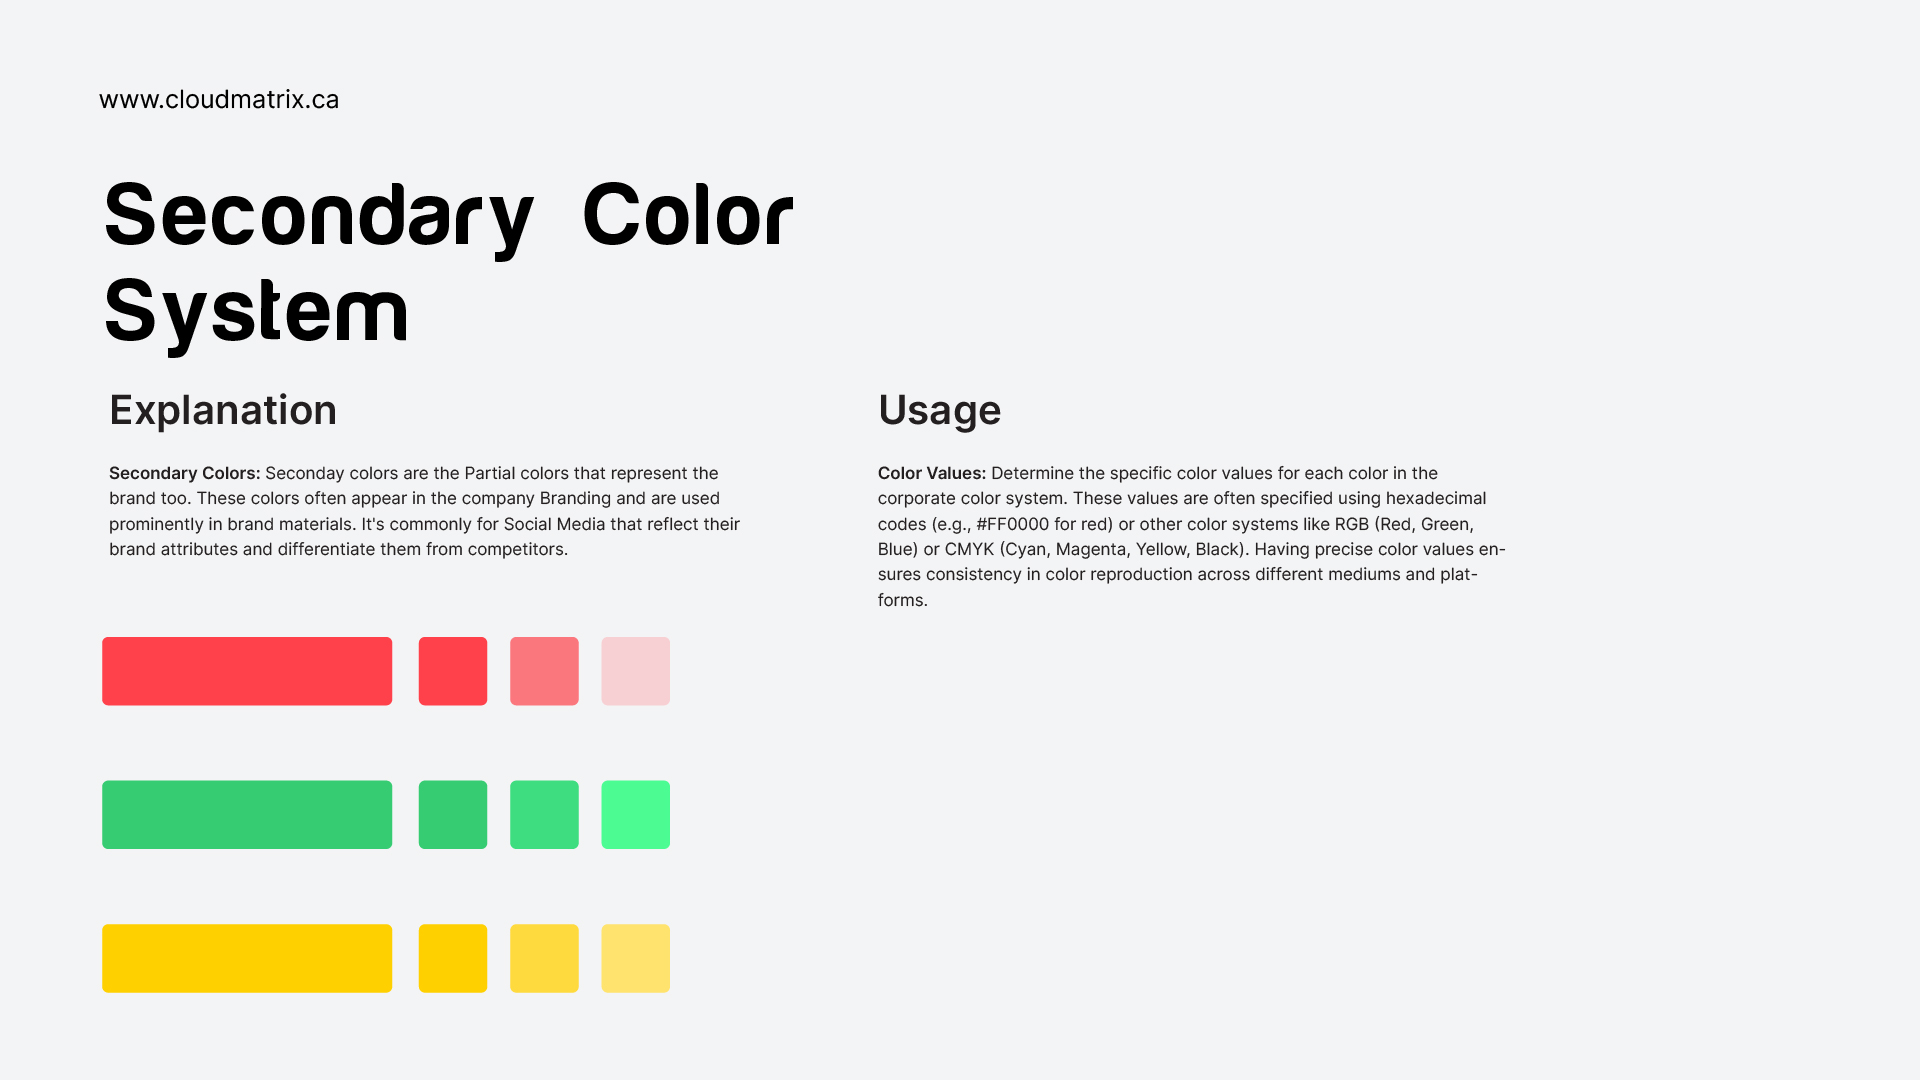 www.cloudmatrix.ca
Secondary Color
System
Explanation
Secondary Colors: Seconday colors are the Partial colors that represent the
brand too. These colors often appear in the company Branding and are used
prominently in brand materials. It's commonly for Social Media that reflect their
brand attributes and differentiate them from competitors.
Usage
Color Values: Determine the specific color values for each color in the
corporate color system. These values are often specified using hexadecimal
codes (e.g., #FF0000 for red) or other color systems like RGB (Red, Green,
Blue) or CMYK (Cyan, Magenta, Yellow, Black). Having precise color values en-
sures consistency in color reproduction across different mediums and plat-
forms.